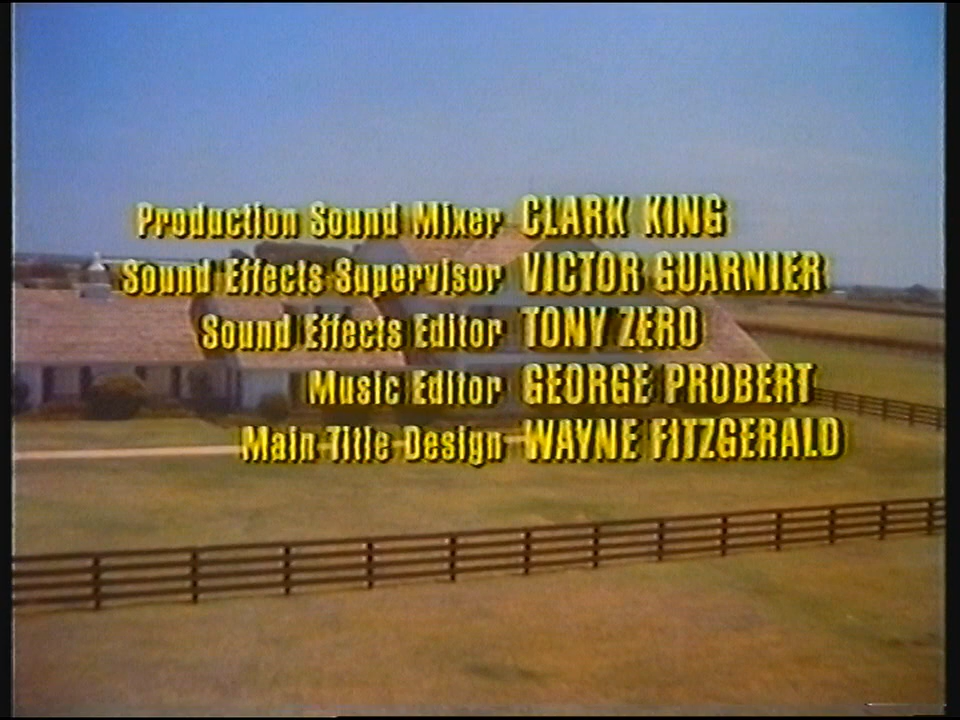 Production Sound Mixer CLARK KING
Sound Effects Supervisor VICTOR GUARNIER
Sound Effects Editor TONY ZERO
Music Editor GEORGE PROBERT
Main Title Design WAYNE FITZGERALD